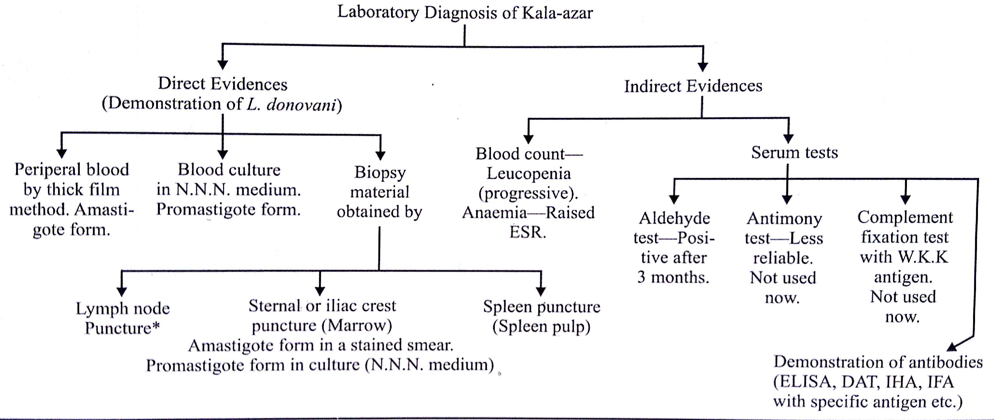 Laboratory Diagnosis of Kala-azar
Direct Evidences
(Demonstration of L. donovani)
Indirect Evidences
Periperal blood
by thick film
method. Amasti-
gote form.
Blood culture
in N.N.N. medium.
Promastigote form.
Biopsy
material
obtained by
Blood count—
Leucopenia
(progressive).
Anaemia—Raised
ESR.
Serum tests
Aldehyde
test—Posi-
tive after
3 months.
Antimony
test—Less
reliable.
Not used
now.
Complement
fixation test
with W.K.K
antigen.
Not used
now.
Lymph node
Puncture*
Sternal or iliac crest
puncture (Marrow)
Spleen puncture
(Spleen pulp)
Amastigote form in a stained smear.
Promastigote form in culture (N.N.N. medium)
Demonstration of antibodies
(ELISA, DAT, IHA, IFA
with specific antigen etc.)